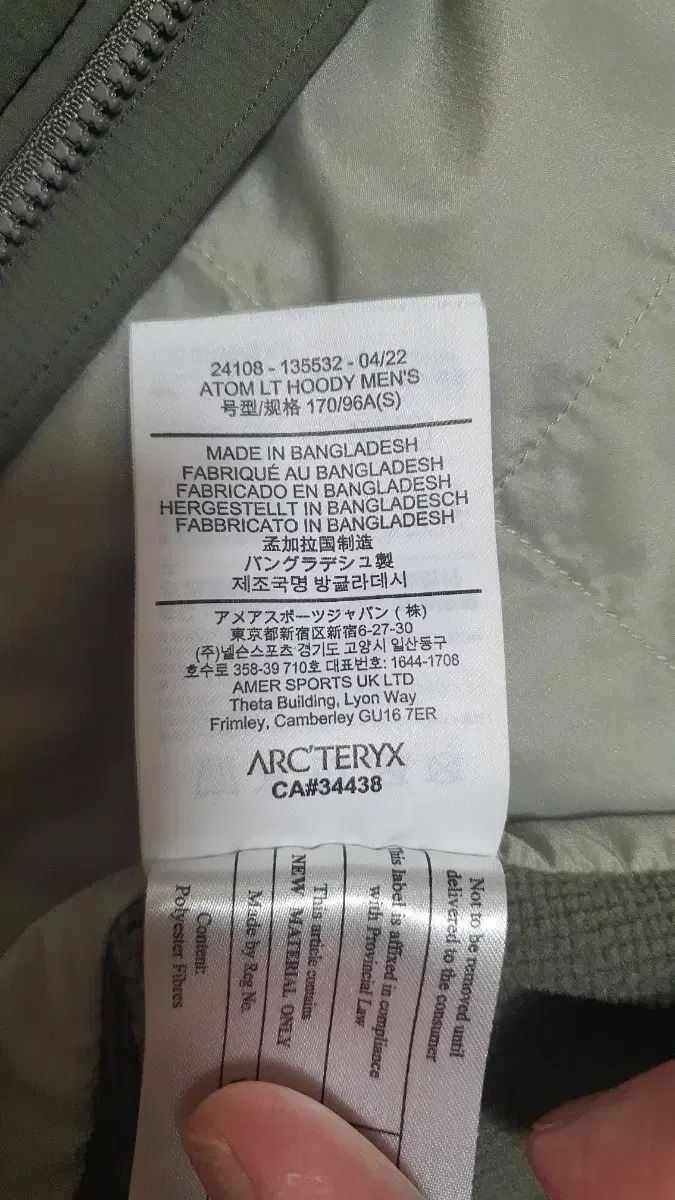 24108 - 135532 - 04/22
ATOM LT HOODY MEN'S
号型/规格 170/96A(S)
MADE IN BANGLADESH
FABRIQUÉ AU BANGLADESH
FABRICADO EN BANGLADESH
HERGESTELLT IN BANGLADESCH
FABBRICATO IN BANGLADESH
孟加拉国制造
バングラデシュ製
제조국명 방글라데시
アメアスポーツジャパン ( 株)
東京都新宿区新宿6-27-30
(주)넬슨스포츠 경기도 고양시 일산동구
호수로 358-39 710호 대표번호: 1644-1708
AMER SPORTS UK LTD
Theta Building, Lyon Way
Frimley, Camberley GU16 7ER
ARC'TERYX
CA#34438
Not to be removed until
delivered to the consumer
This label is affixed in compliance
with Provincial Law
This article contains
NEW MATERIAL ONLY
Made by Reg No.
Content:
Polyester Fibres